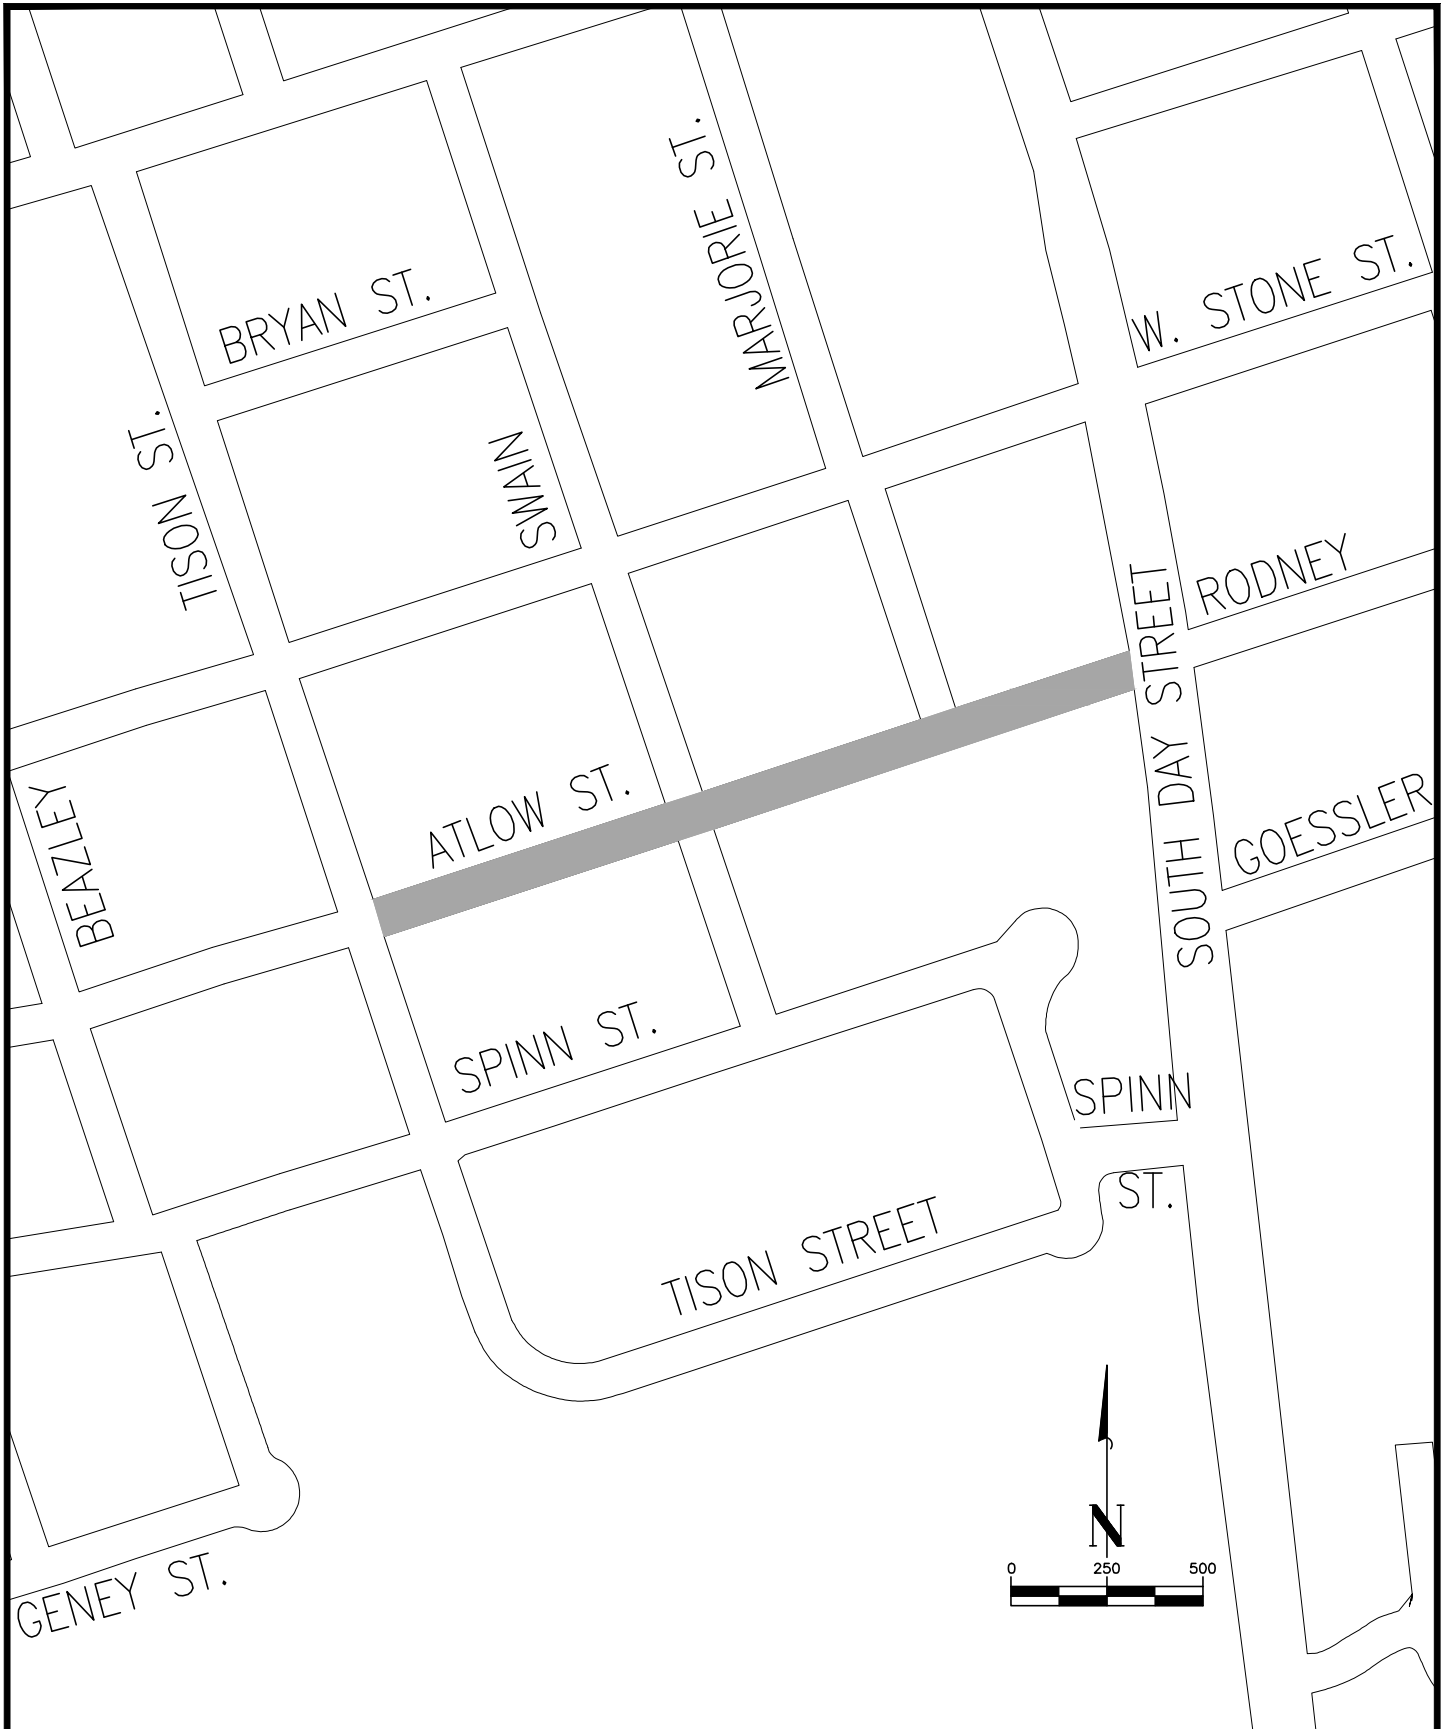 MARJORIE ST.
BRYAN ST.
W. STONE ST.
TISON ST.
SWAIN
RODNEY
SOUTH DAY STREET
ATLOW ST.
BEAZLEY
GOESSLER
SPINN ST.
SPINN
ST.
TISON STREET
N
0 250 500
GENEY ST.